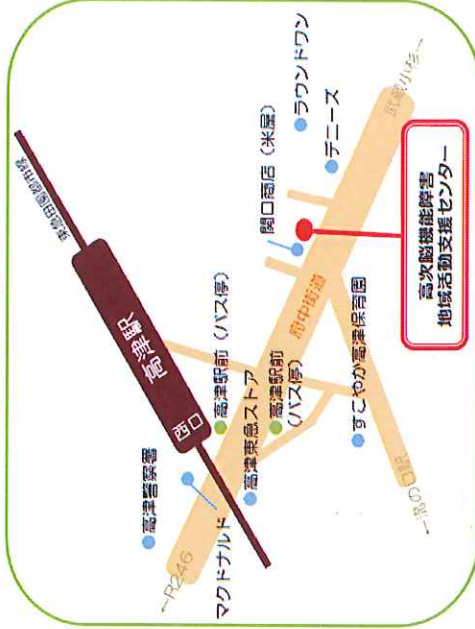 東急田園都市線
高津駅
西口
高津警察署
←R246
マクドナルド
高津駅前（バス停）
高津東急ストア
高津駅前
（バス停）
府中街道
関口商店（米屋）
ラウンドワン
デニーズ
武蔵小杉→
すこやか高津保育園
←溝の口駅
高次脳機能障害
地域活動支援センター